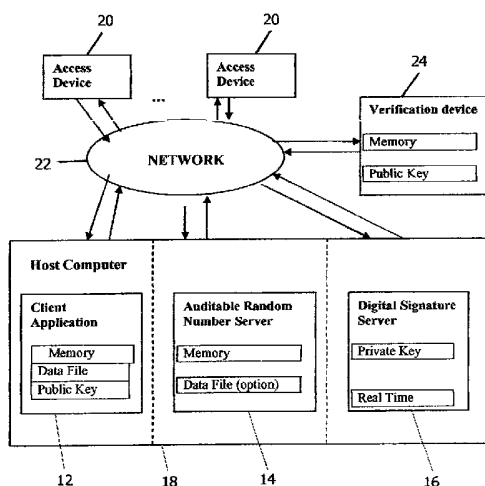 20
20
Access
Device
Access
Device
...
24
Verification device
Memory
Public Key
22
NETWORK
Host Computer
Client
Application
Memory
Data File
Public Key
Auditable Random
Number Server
Memory
Data File (option)
Digital Signature
Server
Private Key
Real Time
12
18
14
16